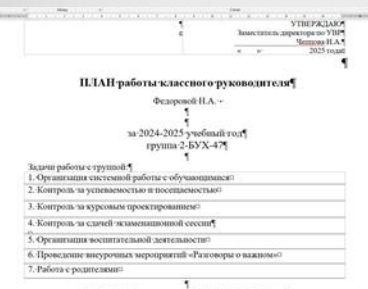 УТВЕРЖДАЮ
Заместитель директора по УВР
Чепцова Н.А.
« » 2025 года
ПЛАН работы классного руководителя
Федоровой Н.А.
за 2024-2025 учебный год
группа 2-БУХ-47
Задачи работы с группой:
1. Организация системной работы с обучающимися
2. Контроль за успеваемостью и посещаемостью
3. Контроль за курсовым проектированием
4. Контроль за сдачей экзаменационной сессии
5. Организация воспитательной деятельности
6. Проведение внеурочных мероприятий «Разговоры о важном»
7. Работа с родителями